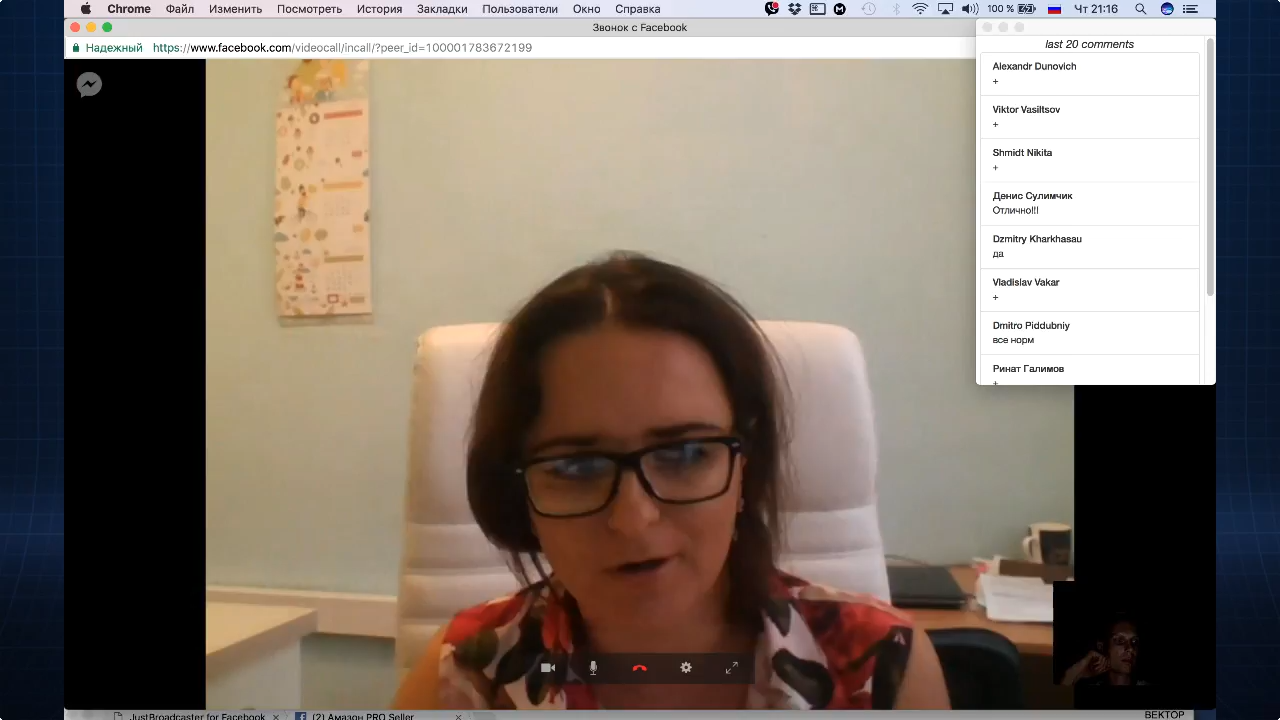 Chrome Файл Изменить Посмотреть История Закладки Пользователи Окно Справка 100 % Чт 21:16
Звонок с Facebook
Надежный https://www.facebook.com/videocall/incall/?peer_id=100001783672199
last 20 comments
Alexandr Dunovich
+
Viktor Vasiltsov
+
Shmidt Nikita
+
Денис Сулимчик
Отлично!!!
Dzmitry Kharkhasau
да
Vladislav Vakar
+
Dmitro Piddubniy
все норм
Ринат Галимов
+
JustBroadcaster for Facebook (2) Амазон PRO Seller ВЕКТОР